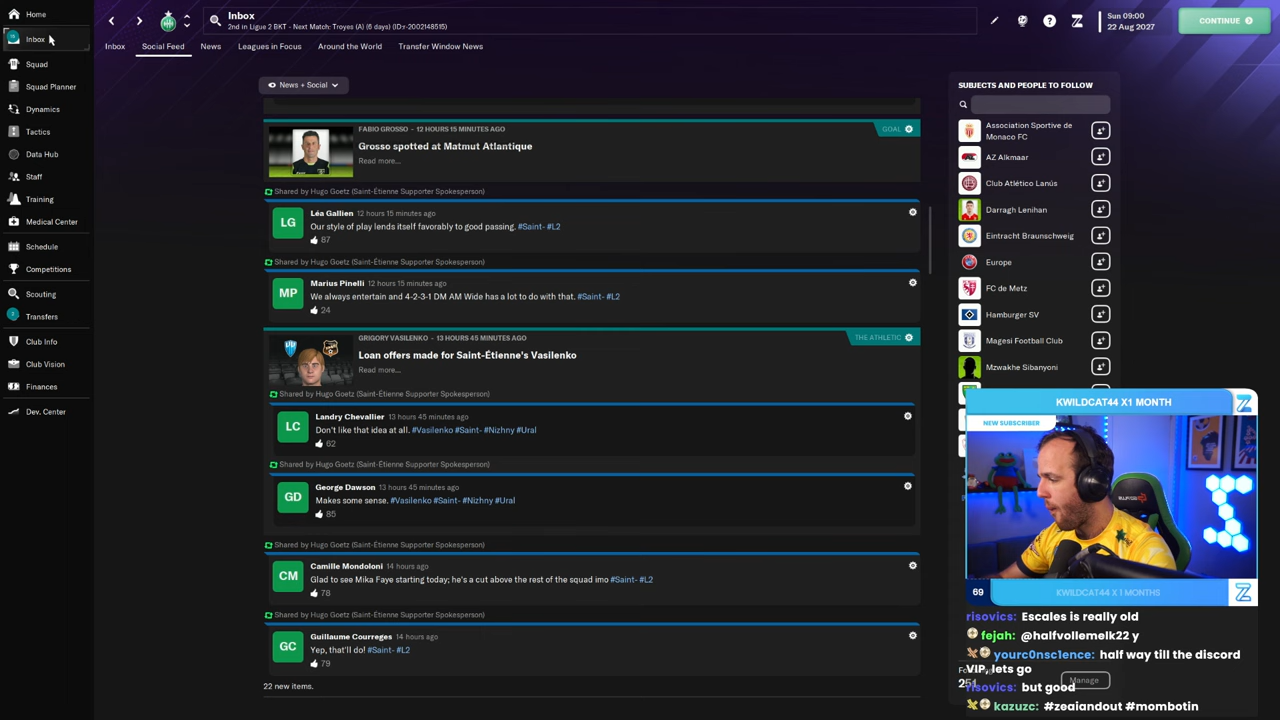 Home
Inbox
Squad
Squad Planner
Dynamics
Tactics
Data Hub
Staff
Training
Medical Center
Schedule
Competitions
Scouting
Transfers
Club Info
Club Vision
Finances
Dev. Center
Inbox
2nd in Ligue 2 BKT - Next Match: Troyes (A) (6 days) (ID:r-2002148515)
Sun 09:00
22 Aug 2027
CONTINUE
Inbox
Social Feed
News
Leagues in Focus
Around the World
Transfer Window News
News + Social
FABIO GROSSO - 12 HOURS 15 MINUTES AGO
GOAL
Grosso spotted at Matmut Atlantique
Read more...
Shared by Hugo Goetz (Saint-Étienne Supporter Spokesperson)
LG
Léa Gallien 12 hours 15 minutes ago
Our style of play lends itself favorably to good passing. #Saint- #L2
87
Shared by Hugo Goetz (Saint-Étienne Supporter Spokesperson)
MP
Marius Pinelli 12 hours 15 minutes ago
We always entertain and 4-2-3-1 DM AM Wide has a lot to do with that. #Saint- #L2
24
GRIGORY VASILENKO - 13 HOURS 45 MINUTES AGO
THE ATHLETIC
Loan offers made for Saint-Étienne's Vasilenko
Read more...
Shared by Hugo Goetz (Saint-Étienne Supporter Spokesperson)
LC
Landry Chevallier 13 hours 45 minutes ago
Don't like that idea at all. #Vasilenko #Saint- #Nizhny #Ural
62
Shared by Hugo Goetz (Saint-Étienne Supporter Spokesperson)
GD
George Dawson 13 hours 45 minutes ago
Makes some sense. #Vasilenko #Saint- #Nizhny #Ural
85
Shared by Hugo Goetz (Saint-Étienne Supporter Spokesperson)
CM
Camille Mondoloni 14 hours ago
Glad to see Mika Faye starting today; he's a cut above the rest of the squad imo #Saint- #L2
78
Shared by Hugo Goetz (Saint-Étienne Supporter Spokesperson)
GC
Guillaume Courreges 14 hours ago
Yep, that'll do! #Saint- #L2
79
22 new items.
SUBJECTS AND PEOPLE TO FOLLOW
Association Sportive de
Monaco FC
AZ Alkmaar
Club Atlético Lanús
Darragh Lenihan
Eintracht Braunschweig
Europe
FC de Metz
Hamburger SV
Magesi Football Club
Mzwakhe Sibanyoni
KWILDCAT44 X1 MONTH
NEW SUBSCRIBER
69
KWILDCAT44 X 1 MONTHS
risovics: Escales is really old
fejah: @halfvollemelk22 y
yourc0nsc1ence: half way till the discord
VIP, lets go
251
Manage
risovics: but good
kazuzc: #zeaiandout #mombotin